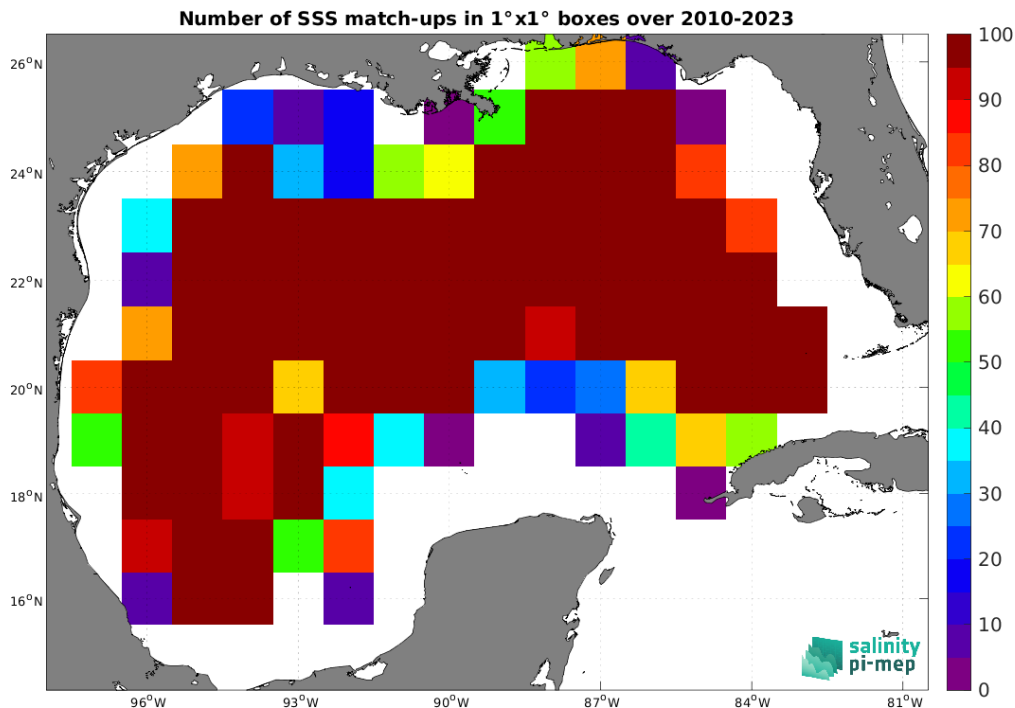 Number of SSS match-ups in 1°x1° boxes over 2010-2023
26°N
24°N
22°N
20°N
18°N
16°N
96°W
93°W
90°W
87°W
84°W
81°W
100
90
80
70
60
50
40
30
20
10
0
salinity
pi-mep